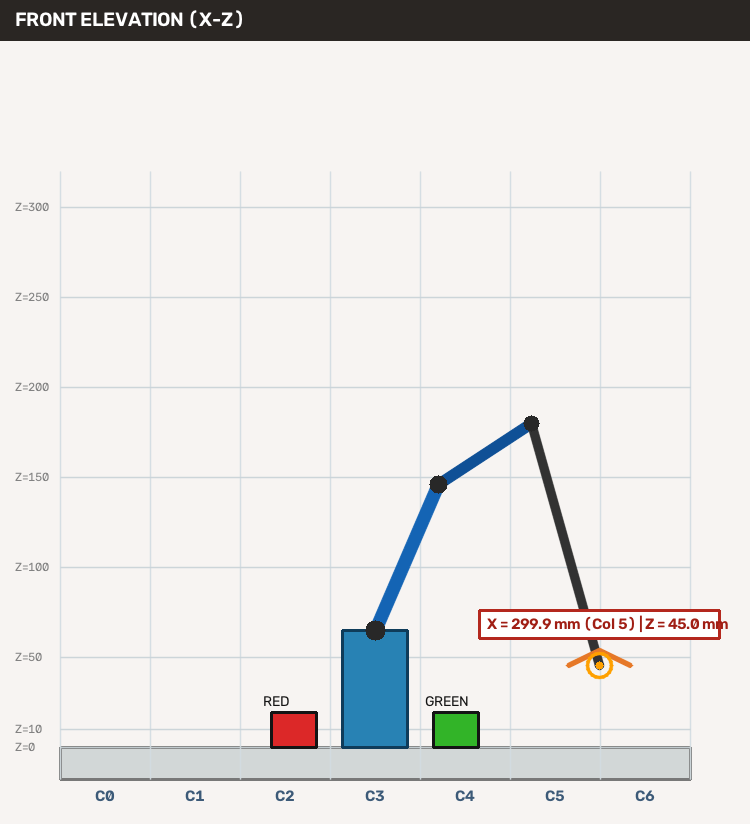 FRONT ELEVATION (X-Z)
Z=300
Z=250
Z=200
Z=150
Z=100
X = 299.9 mm (Col 5) | Z = 45.0 mm
Z=50
RED
GREEN
Z=10
Z=0
C0 C1 C2 C3 C4 C5 C6